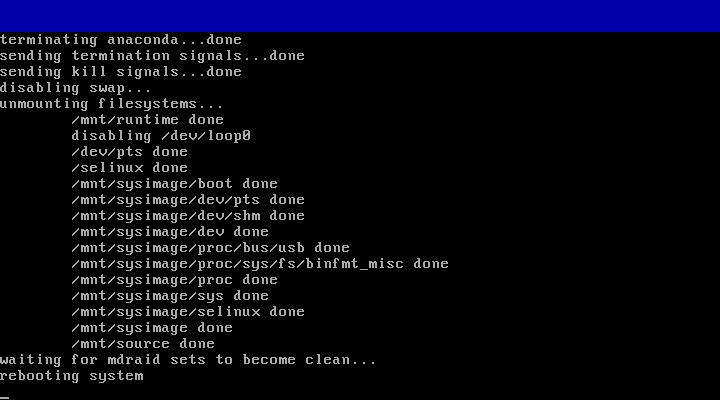 terminating anaconda...done
sending termination signals...done
sending kill signals...done
disabling swap...
unmounting filesystems...
/mnt/runtime done
disabling /dev/loop0
/dev/pts done
/selinux done
/mnt/sysimage/boot done
/mnt/sysimage/dev/pts done
/mnt/sysimage/dev/shm done
/mnt/sysimage/dev done
/mnt/sysimage/proc/bus/usb done
/mnt/sysimage/proc/sys/fs/binfmt_misc done
/mnt/sysimage/proc done
/mnt/sysimage/sys done
/mnt/sysimage/selinux done
/mnt/sysimage done
/mnt/source done
waiting for mdraid sets to become clean...
rebooting system